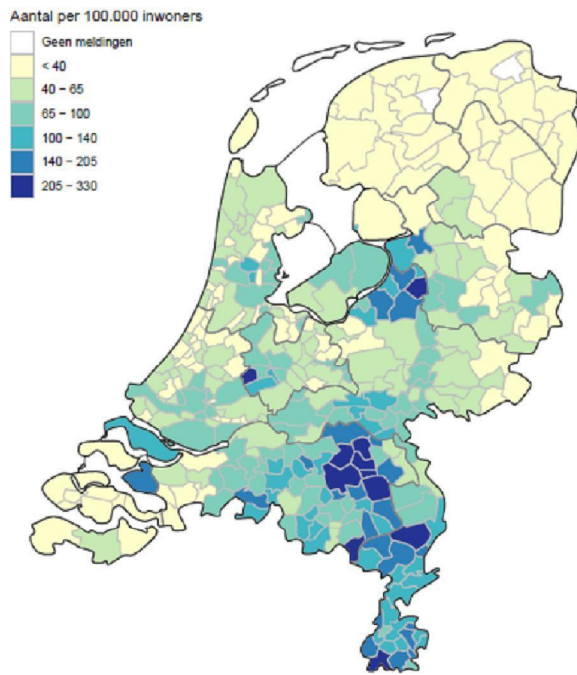 Aantal per 100.000 inwoners
Geen meldingen
< 40
40 – 65
65 – 100
100 – 140
140 – 205
205 – 330